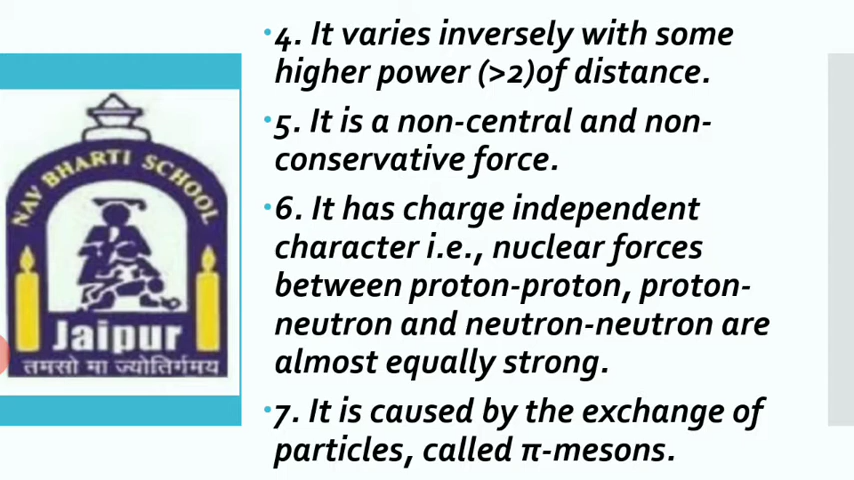 NAV BHARTI SCHOOL
Jaipur
तमसो मा ज्योतिर्गमय
•4. It varies inversely with some
higher power (>2)of distance.
•5. It is a non-central and non-
conservative force.
•6. It has charge independent
character i.e., nuclear forces
between proton-proton, proton-
neutron and neutron-neutron are
almost equally strong.
•7. It is caused by the exchange of
particles, called π-mesons.